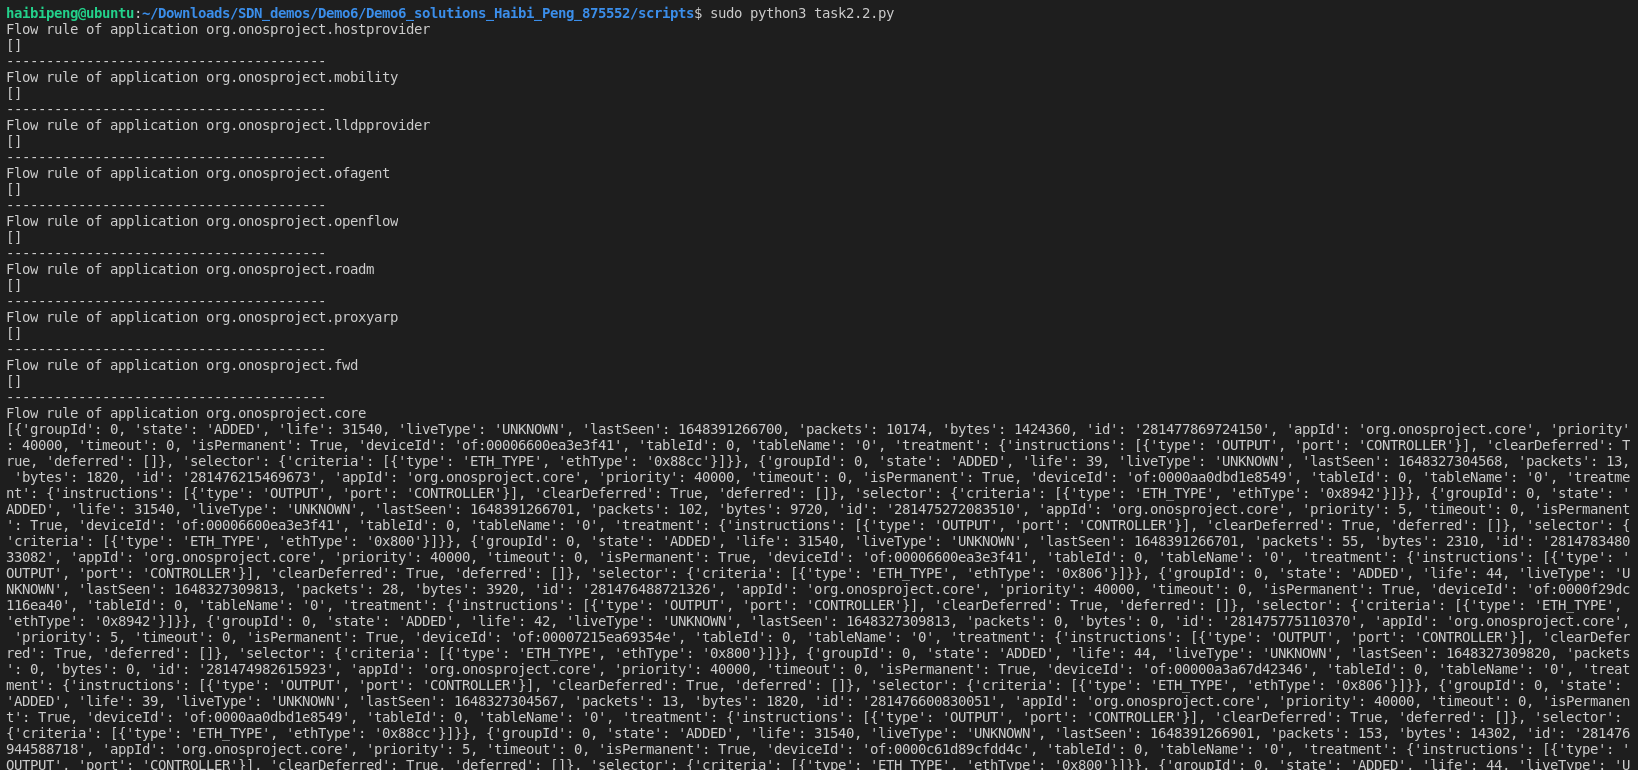 haibipeng@ubuntu:~/Downloads/SDN_demos/Demo6/Demo6_solutions_Haibi_Peng_875552/scripts$ sudo python3 task2.2.py
Flow rule of application org.onosproject.hostprovider
[]
----------------------------------------
Flow rule of application org.onosproject.mobility
[]
----------------------------------------
Flow rule of application org.onosproject.lldpprovider
[]
----------------------------------------
Flow rule of application org.onosproject.ofagent
[]
----------------------------------------
Flow rule of application org.onosproject.openflow
[]
----------------------------------------
Flow rule of application org.onosproject.roadm
[]
----------------------------------------
Flow rule of application org.onosproject.proxyarp
[]
----------------------------------------
Flow rule of application org.onosproject.fwd
[]
----------------------------------------
Flow rule of application org.onosproject.core
[{'groupId': 0, 'state': 'ADDED', 'life': 31540, 'liveType': 'UNKNOWN', 'lastSeen': 1648391266700, 'packets': 10174, 'bytes': 1424360, 'id': '281477869724150', 'appId': 'org.onosproject.core', 'priority'
: 40000, 'timeout': 0, 'isPermanent': True, 'deviceId': 'of:00006600ea3e3f41', 'tableId': 0, 'tableName': '0', 'treatment': {'instructions': [{'type': 'OUTPUT', 'port': 'CONTROLLER'}], 'clearDeferred': T
rue, 'deferred': []}, 'selector': {'criteria': [{'type': 'ETH_TYPE', 'ethType': '0x88cc'}]}}, {'groupId': 0, 'state': 'ADDED', 'life': 39, 'liveType': 'UNKNOWN', 'lastSeen': 1648327304568, 'packets': 13,
 'bytes': 1820, 'id': '281476215469673', 'appId': 'org.onosproject.core', 'priority': 40000, 'timeout': 0, 'isPermanent': True, 'deviceId': 'of:0000aa0dbd1e8549', 'tableId': 0, 'tableName': '0', 'treatme
nt': {'instructions': [{'type': 'OUTPUT', 'port': 'CONTROLLER'}], 'clearDeferred': True, 'deferred': []}, 'selector': {'criteria': [{'type': 'ETH_TYPE', 'ethType': '0x8942'}]}}, {'groupId': 0, 'state': '
ADDED', 'life': 31540, 'liveType': 'UNKNOWN', 'lastSeen': 1648391266701, 'packets': 102, 'bytes': 9720, 'id': '281475272083510', 'appId': 'org.onosproject.core', 'priority': 5, 'timeout': 0, 'isPermanent
': True, 'deviceId': 'of:00006600ea3e3f41', 'tableId': 0, 'tableName': '0', 'treatment': {'instructions': [{'type': 'OUTPUT', 'port': 'CONTROLLER'}], 'clearDeferred': True, 'deferred': []}, 'selector': {
'criteria': [{'type': 'ETH_TYPE', 'ethType': '0x800'}]}}, {'groupId': 0, 'state': 'ADDED', 'life': 31540, 'liveType': 'UNKNOWN', 'lastSeen': 1648391266701, 'packets': 55, 'bytes': 2310, 'id': '2814783480
33082', 'appId': 'org.onosproject.core', 'priority': 40000, 'timeout': 0, 'isPermanent': True, 'deviceId': 'of:00006600ea3e3f41', 'tableId': 0, 'tableName': '0', 'treatment': {'instructions': [{'type': '
OUTPUT', 'port': 'CONTROLLER'}], 'clearDeferred': True, 'deferred': []}, 'selector': {'criteria': [{'type': 'ETH_TYPE', 'ethType': '0x806'}]}}, {'groupId': 0, 'state': 'ADDED', 'life': 44, 'liveType': 'U
NKNOWN', 'lastSeen': 1648327309813, 'packets': 28, 'bytes': 3920, 'id': '281476488721326', 'appId': 'org.onosproject.core', 'priority': 40000, 'timeout': 0, 'isPermanent': True, 'deviceId': 'of:0000f29dc
116ea40', 'tableId': 0, 'tableName': '0', 'treatment': {'instructions': [{'type': 'OUTPUT', 'port': 'CONTROLLER'}], 'clearDeferred': True, 'deferred': []}, 'selector': {'criteria': [{'type': 'ETH_TYPE',
'ethType': '0x8942'}]}}, {'groupId': 0, 'state': 'ADDED', 'life': 42, 'liveType': 'UNKNOWN', 'lastSeen': 1648327309813, 'packets': 0, 'bytes': 0, 'id': '281475775110370', 'appId': 'org.onosproject.core',
 'priority': 5, 'timeout': 0, 'isPermanent': True, 'deviceId': 'of:00007215ea69354e', 'tableId': 0, 'tableName': '0', 'treatment': {'instructions': [{'type': 'OUTPUT', 'port': 'CONTROLLER'}], 'clearDefer
red': True, 'deferred': []}, 'selector': {'criteria': [{'type': 'ETH_TYPE', 'ethType': '0x800'}]}}, {'groupId': 0, 'state': 'ADDED', 'life': 44, 'liveType': 'UNKNOWN', 'lastSeen': 1648327309820, 'packets
': 0, 'bytes': 0, 'id': '281474982615923', 'appId': 'org.onosproject.core', 'priority': 40000, 'timeout': 0, 'isPermanent': True, 'deviceId': 'of:00000a3a67d42346', 'tableId': 0, 'tableName': '0', 'treat
ment': {'instructions': [{'type': 'OUTPUT', 'port': 'CONTROLLER'}], 'clearDeferred': True, 'deferred': []}, 'selector': {'criteria': [{'type': 'ETH_TYPE', 'ethType': '0x806'}]}}, {'groupId': 0, 'state':
'ADDED', 'life': 39, 'liveType': 'UNKNOWN', 'lastSeen': 1648327304567, 'packets': 13, 'bytes': 1820, 'id': '281476600830051', 'appId': 'org.onosproject.core', 'priority': 40000, 'timeout': 0, 'isPermanen
t': True, 'deviceId': 'of:0000aa0dbd1e8549', 'tableId': 0, 'tableName': '0', 'treatment': {'instructions': [{'type': 'OUTPUT', 'port': 'CONTROLLER'}], 'clearDeferred': True, 'deferred': []}, 'selector':
{'criteria': [{'type': 'ETH_TYPE', 'ethType': '0x88cc'}]}}, {'groupId': 0, 'state': 'ADDED', 'life': 31540, 'liveType': 'UNKNOWN', 'lastSeen': 1648391266901, 'packets': 153, 'bytes': 14302, 'id': '281476
944588718', 'appId': 'org.onosproject.core', 'priority': 5, 'timeout': 0, 'isPermanent': True, 'deviceId': 'of:0000c61d89cfdd4c', 'tableId': 0, 'tableName': '0', 'treatment': {'instructions': [{'type': '
OUTPUT', 'port': 'CONTROLLER'}], 'clearDeferred': True, 'deferred': []}, 'selector': {'criteria': [{'type': 'ETH_TYPE', 'ethType': '0x800'}]}}, {'groupId': 0, 'state': 'ADDED', 'life': 44, 'liveType': 'U